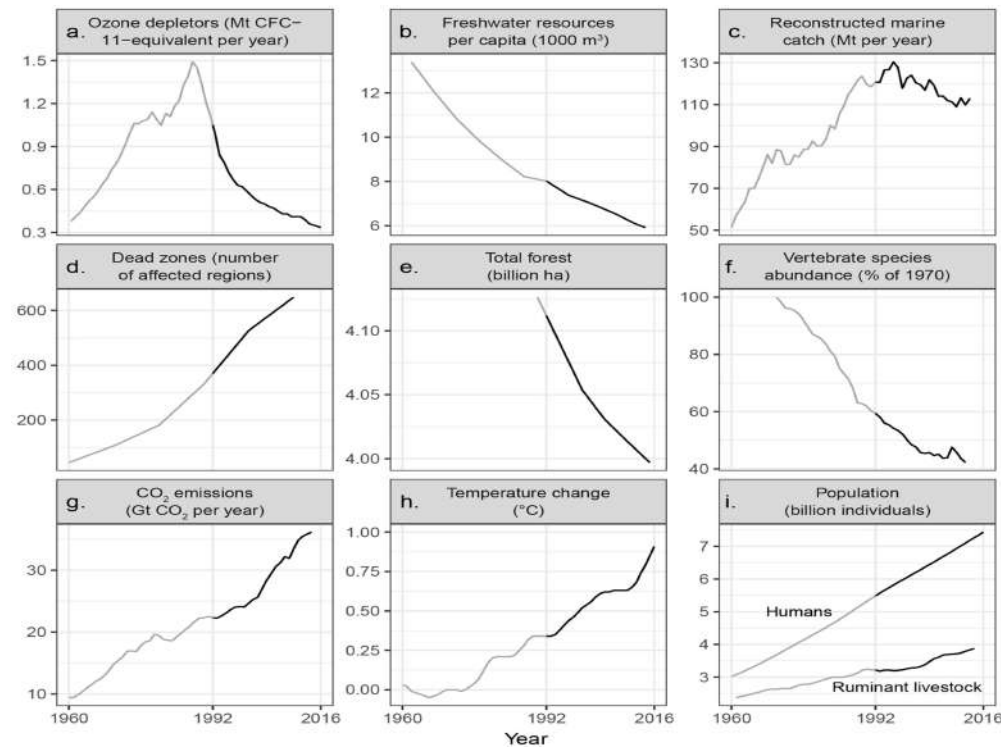 a. Ozone depletors (Mt CFC−
11−equivalent per year)
1.5
1.2
0.9
0.6
0.3
b. Freshwater resources
per capita (1000 m³)
12
10
8
6
c. Reconstructed marine
catch (Mt per year)
130
110
90
70
50
d. Dead zones (number
of affected regions)
600
400
200
e. Total forest
(billion ha)
4.10
4.05
4.00
f. Vertebrate species
abundance (% of 1970)
100
80
60
40
g. CO₂ emissions
(Gt CO₂ per year)
30
20
10
1960 1992 2016
h. Temperature change
(°C)
1.00
0.75
0.50
0.25
0.00
1960 1992 2016
i. Population
(billion individuals)
7
6
5
4
3
Humans
Ruminant livestock
1960 1992 2016
Year